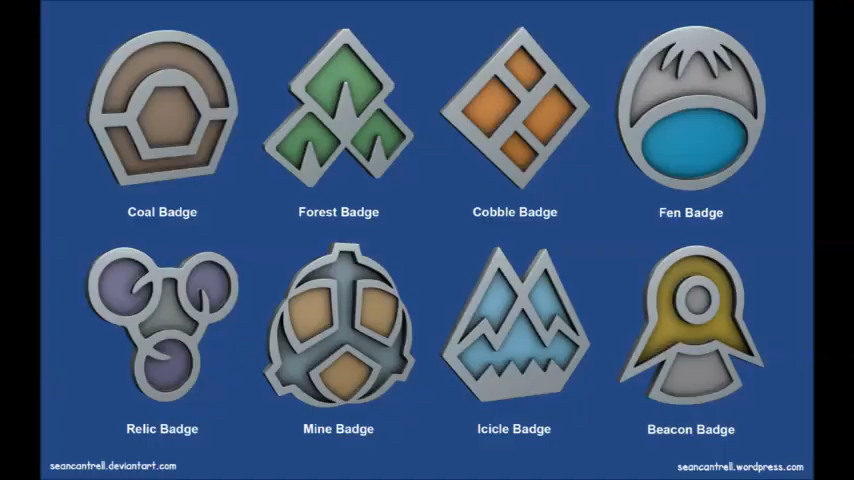 Coal Badge
Forest Badge
Cobble Badge
Fen Badge
Relic Badge
Mine Badge
Icicle Badge
Beacon Badge
seancantrell.deviantart.com
seancantrell.wordpress.com